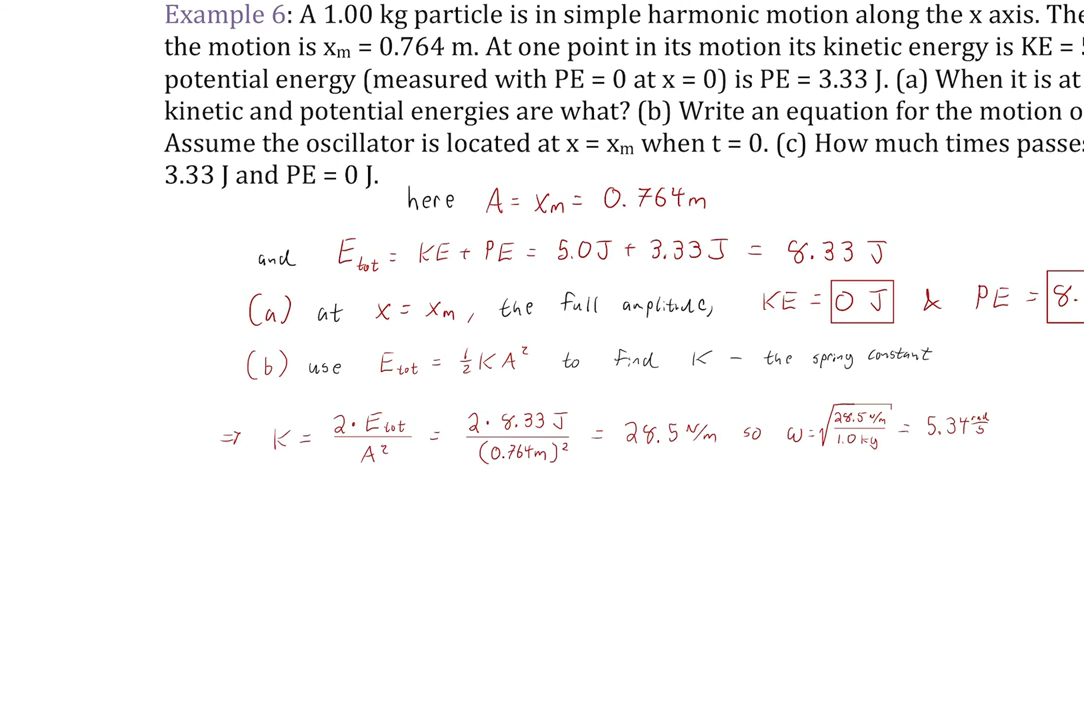 Example 6: A 1.00 kg particle is in simple harmonic motion along the x axis. The
the motion is xm = 0.764 m. At one point in its motion its kinetic energy is KE =
potential energy (measured with PE = 0 at x = 0) is PE = 3.33 J. (a) When it is at
kinetic and potential energies are what? (b) Write an equation for the motion o
Assume the oscillator is located at x = xm when t = 0. (c) How much times passe
3.33 J and PE = 0 J.
here A = xm = 0.764m
and Etot = KE + PE = 5.0J + 3.33J = 8.33 J
(a) at x = xm, the full amplitude, KE = 0 J & PE = 8.
(b) use Etot = ½ K A² to find K – the spring constant
⇒ K = 2·Etot / A² = 2·8.33 J / (0.764m)² = 28.5 N/m so ω = √(28.5 N/m / 1.0 kg) = 5.34 rad/s